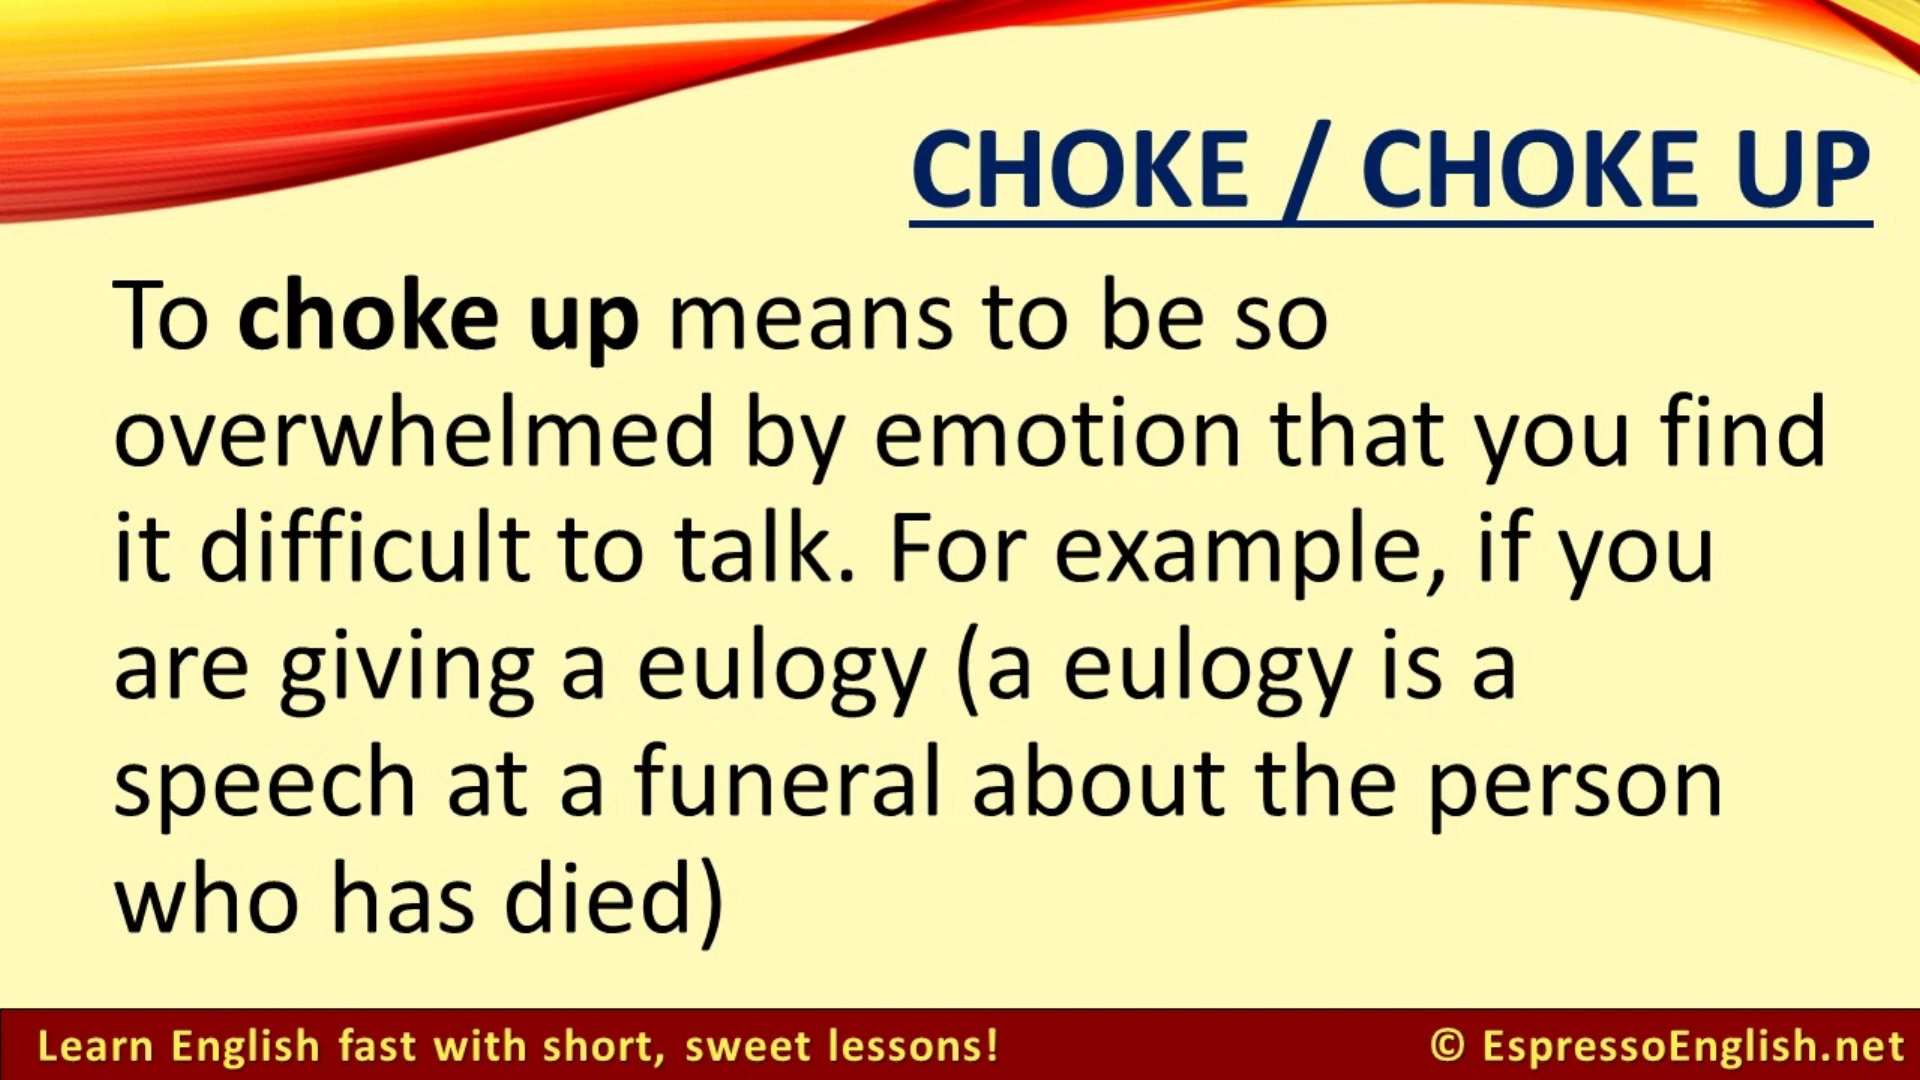 CHOKE / CHOKE UP
To choke up means to be so
overwhelmed by emotion that you find
it difficult to talk. For example, if you
are giving a eulogy (a eulogy is a
speech at a funeral about the person
who has died)
Learn English fast with short, sweet lessons!
© EspressoEnglish.net